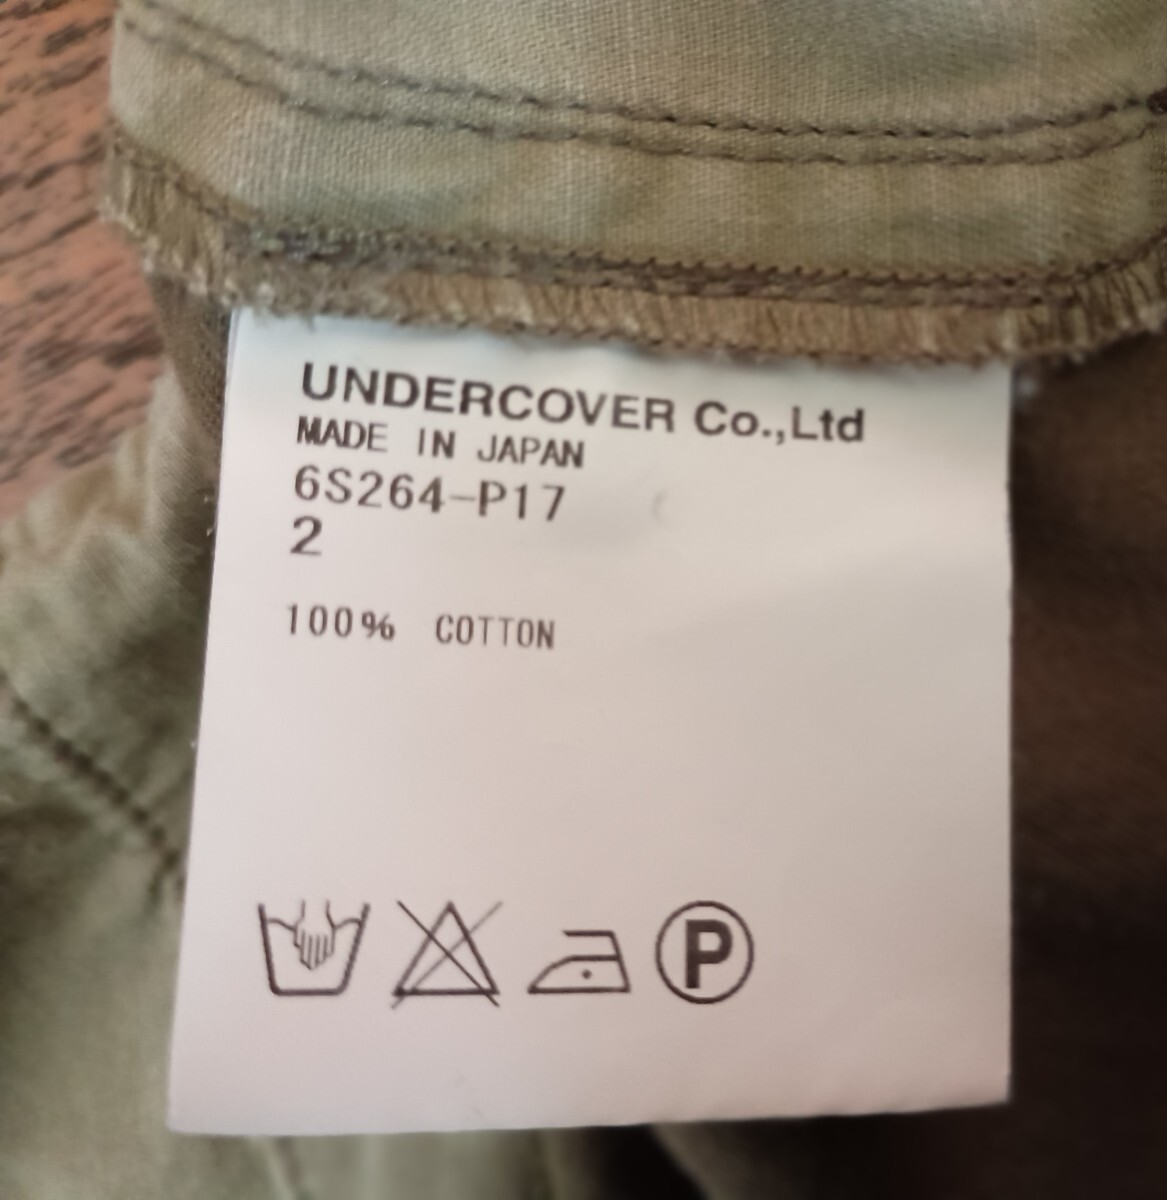 UNDERCOVER Co.,Ltd
MADE IN JAPAN
6S264-P17
2
100% COTTON
P